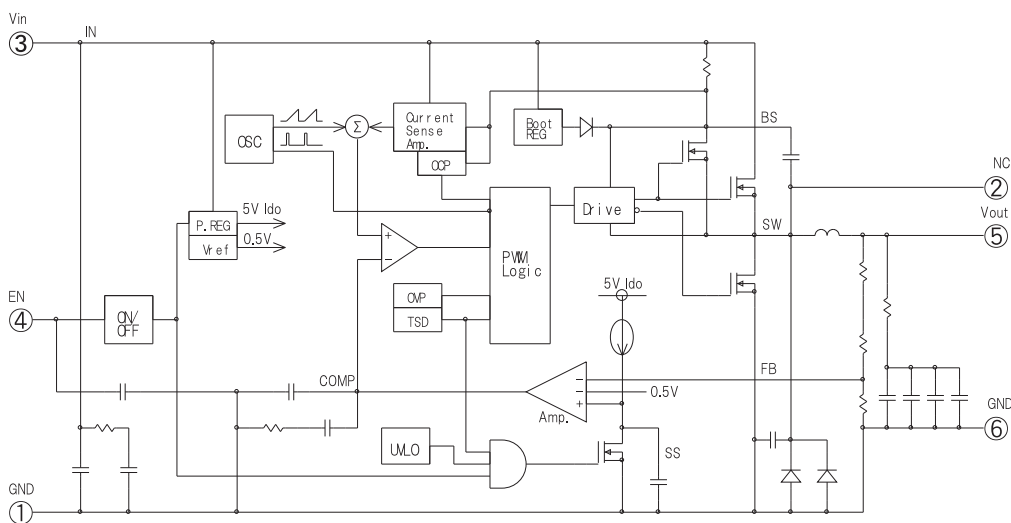 Vin
③
IN
BS
NC
②
Vout
⑤
OSC
Σ
Current
Sense
Amp.
OCP
Boot
REG
5V ldo
P.REG
Vref
0.5V
Drive
SW
PWM
Logic
EN
④
ON/
OFF
OVP
TSD
5V ldo
COMP
Amp.
FB
0.5V
GND
⑥
UVLO
SS
GND
①